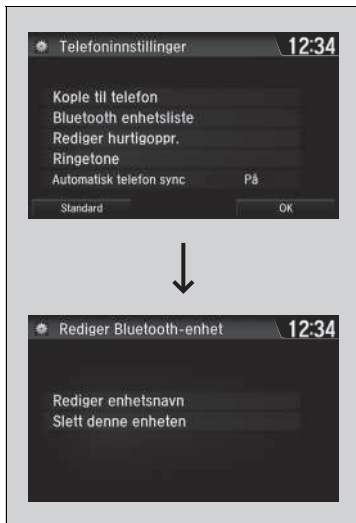 Telefoninnstillinger 12:34
Kople til telefon
Bluetooth enhetsliste
Rediger hurtigoppr.
Ringetone
Automatisk telefon sync På
Standard OK
Rediger Bluetooth-enhet 12:34
Rediger enhetsnavn
Slett denne enheten